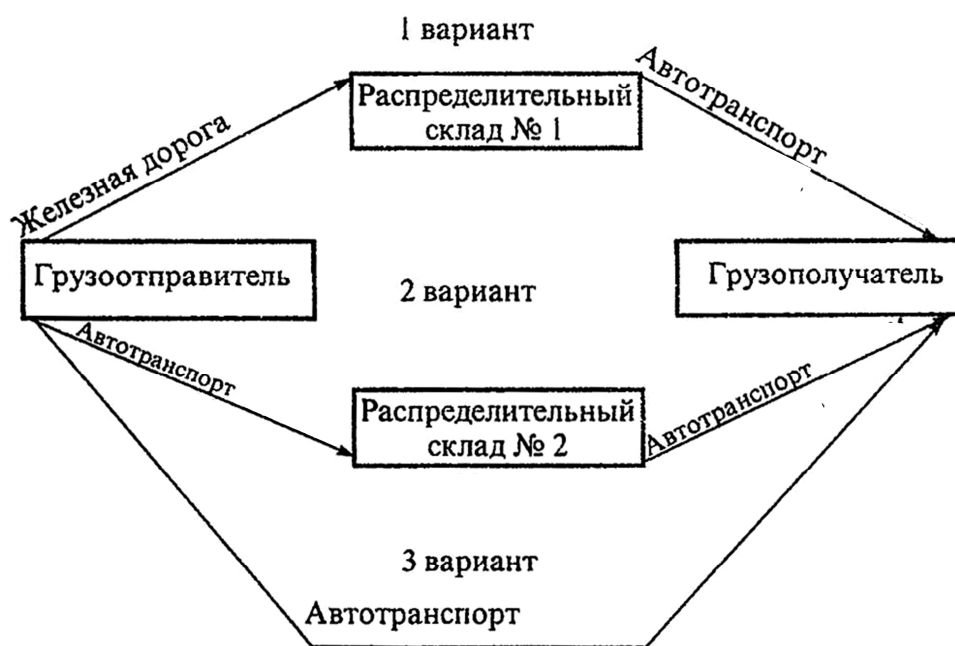 1 вариант
Железная дорога
Распределительный
склад № 1
Автотранспорт
Грузоотправитель
2 вариант
Грузополучатель
Автотранспорт
Распределительный
склад № 2
Автотранспорт
3 вариант
Автотранспорт